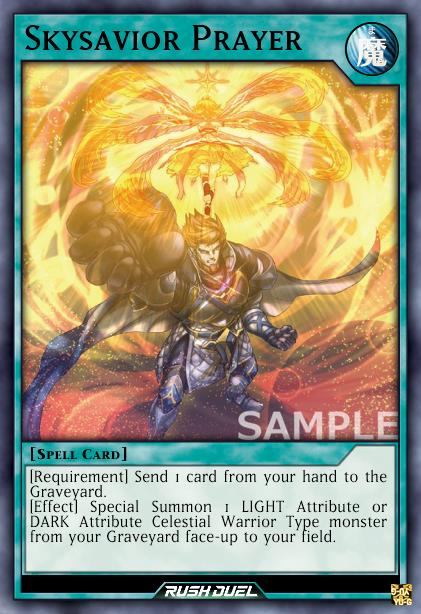 Skysavior Prayer
ま
魔
SAMPLE
[Spell Card]
[Requirement] Send 1 card from your hand to the
Graveyard.
[Effect] Special Summon 1 LIGHT Attribute or
DARK Attribute Celestial Warrior Type monster
from your Graveyard face-up to your field.
RUSH DUEL